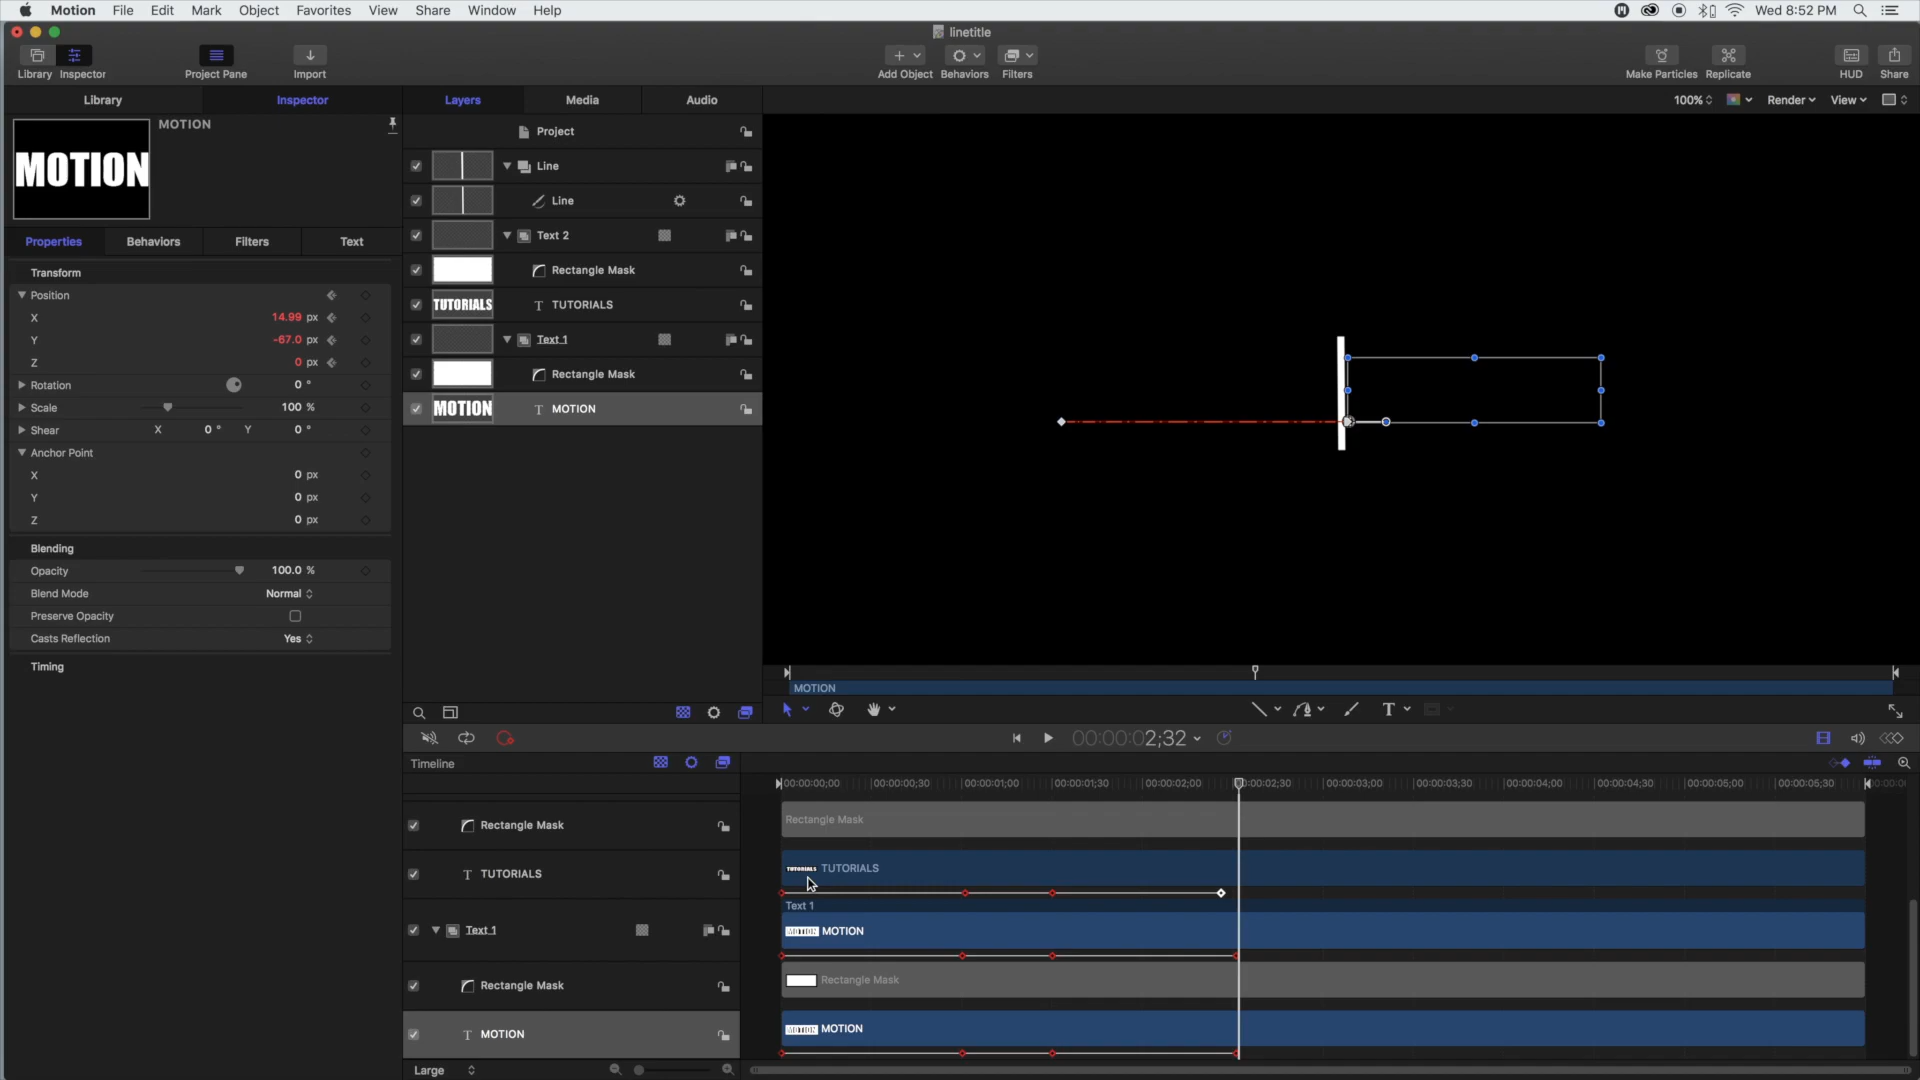 Motion File Edit Mark Object Favorites View Share Window Help
Wed 8:52 PM
linetitle
Library Inspector Project Pane Import Add Object Behaviors Filters Make Particles Replicate HUD Share
Library Inspector Layers Media Audio
100% Render View
MOTION
MOTION
Properties Behaviors Filters Text
Transform
Position
X 14.99 px
Y -67.0 px
Z 0 px
Rotation 0 °
Scale 100 %
Shear X 0 ° Y 0 °
Anchor Point
X 0 px
Y 0 px
Z 0 px
Blending
Opacity 100.0 %
Blend Mode Normal
Preserve Opacity
Casts Reflection Yes
Timing
Project
Line
Line
Text 2
Rectangle Mask
TUTORIALS T TUTORIALS
Text 1
Rectangle Mask
MOTION T MOTION
MOTION
T
00:00:02;32
Timeline
00:00:00;00 00:00:00;30 00:00:01;00 00:00:01;30 00:00:02;00 00:00:02;30 00:00:03;00 00:00:03;30 00:00:04;00 00:00:04;30 00:00:05;00 00:00:05;30
Rectangle Mask Rectangle Mask
T TUTORIALS TUTORIALS TUTORIALS
Text 1
Text 1 MOTION MOTION
Rectangle Mask Rectangle Mask
T MOTION MOTION MOTION
Large